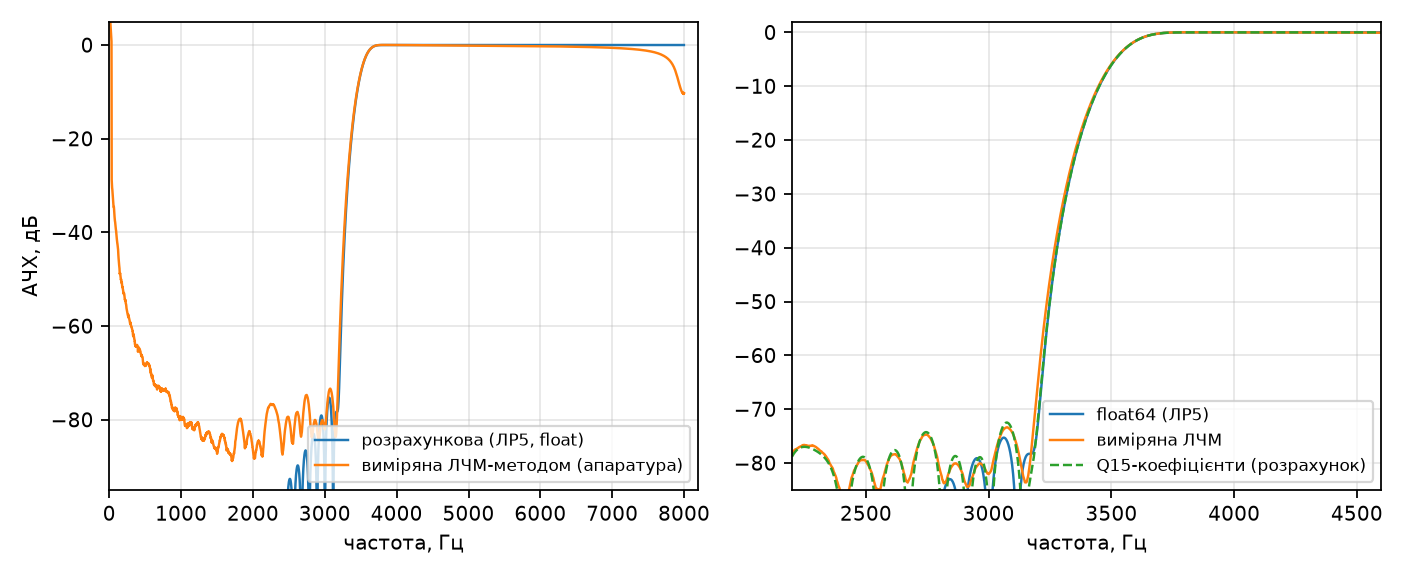 АЧХ, дБ
0
−20
−40
−60
−80
розрахункова (ЛР5, float)
виміряна ЛЧМ-методом (апаратура)
0 1000 2000 3000 4000 5000 6000 7000 8000
частота, Гц
0
−10
−20
−30
−40
−50
−60
−70
−80
float64 (ЛР5)
виміряна ЛЧМ
Q15-коефіцієнти (розрахунок)
2500 3000 3500 4000 4500
частота, Гц